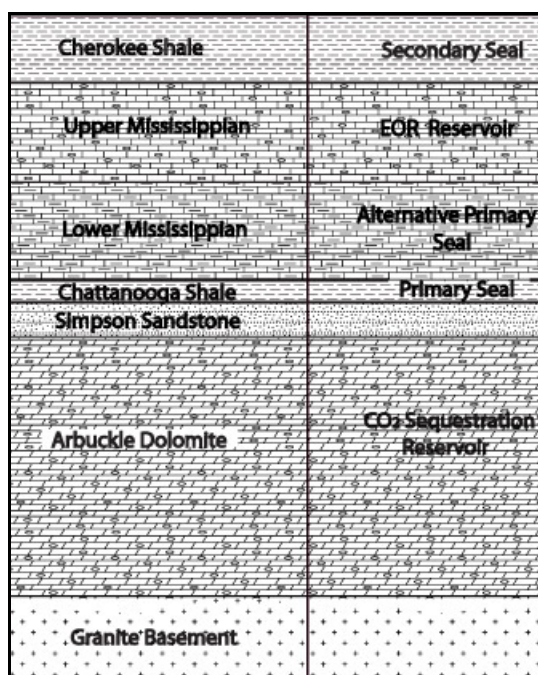 Cherokee Shale
Secondary Seal
Upper Mississippian
EOR Reservoir
Lower Mississippian
Alternative Primary
Seal
Chattanooga Shale
Primary Seal
Simpson Sandstone
Arbuckle Dolomite
CO₂ Sequestration
Reservoir
Granite Basement